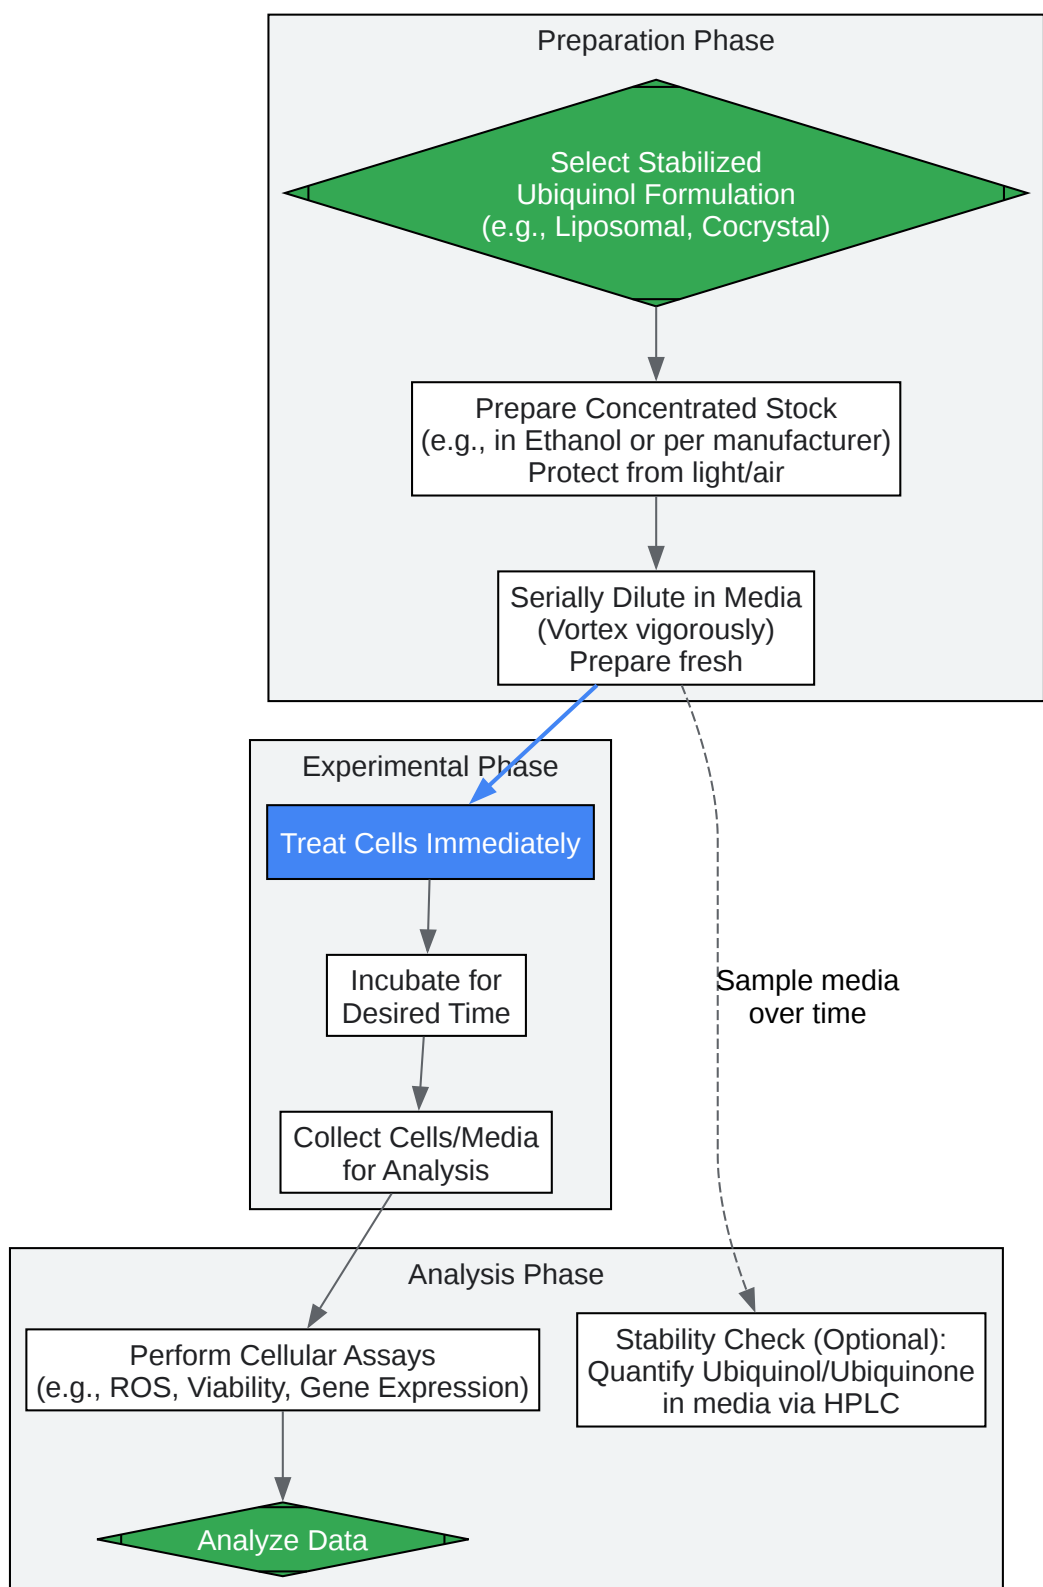 Preparation Phase
Select Stabilized
Ubiquinol Formulation
(e.g., Liposomal, Cocrystal)
Prepare Concentrated Stock
(e.g., in Ethanol or per manufacturer)
Protect from light/air
Serially Dilute in Media
(Vortex vigorously)
Prepare fresh
Experimental Phase
Treat Cells Immediately
Incubate for
Desired Time
Sample media
over time
Collect Cells/Media
for Analysis
Analysis Phase
Perform Cellular Assays
(e.g., ROS, Viability, Gene Expression)
Stability Check (Optional):
Quantify Ubiquinol/Ubiquinone
in media via HPLC
Analyze Data